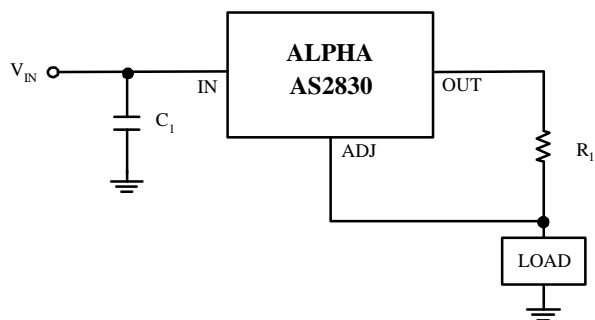 ALPHA
AS2830
V_IN
IN
OUT
C_1
ADJ
R_1
LOAD